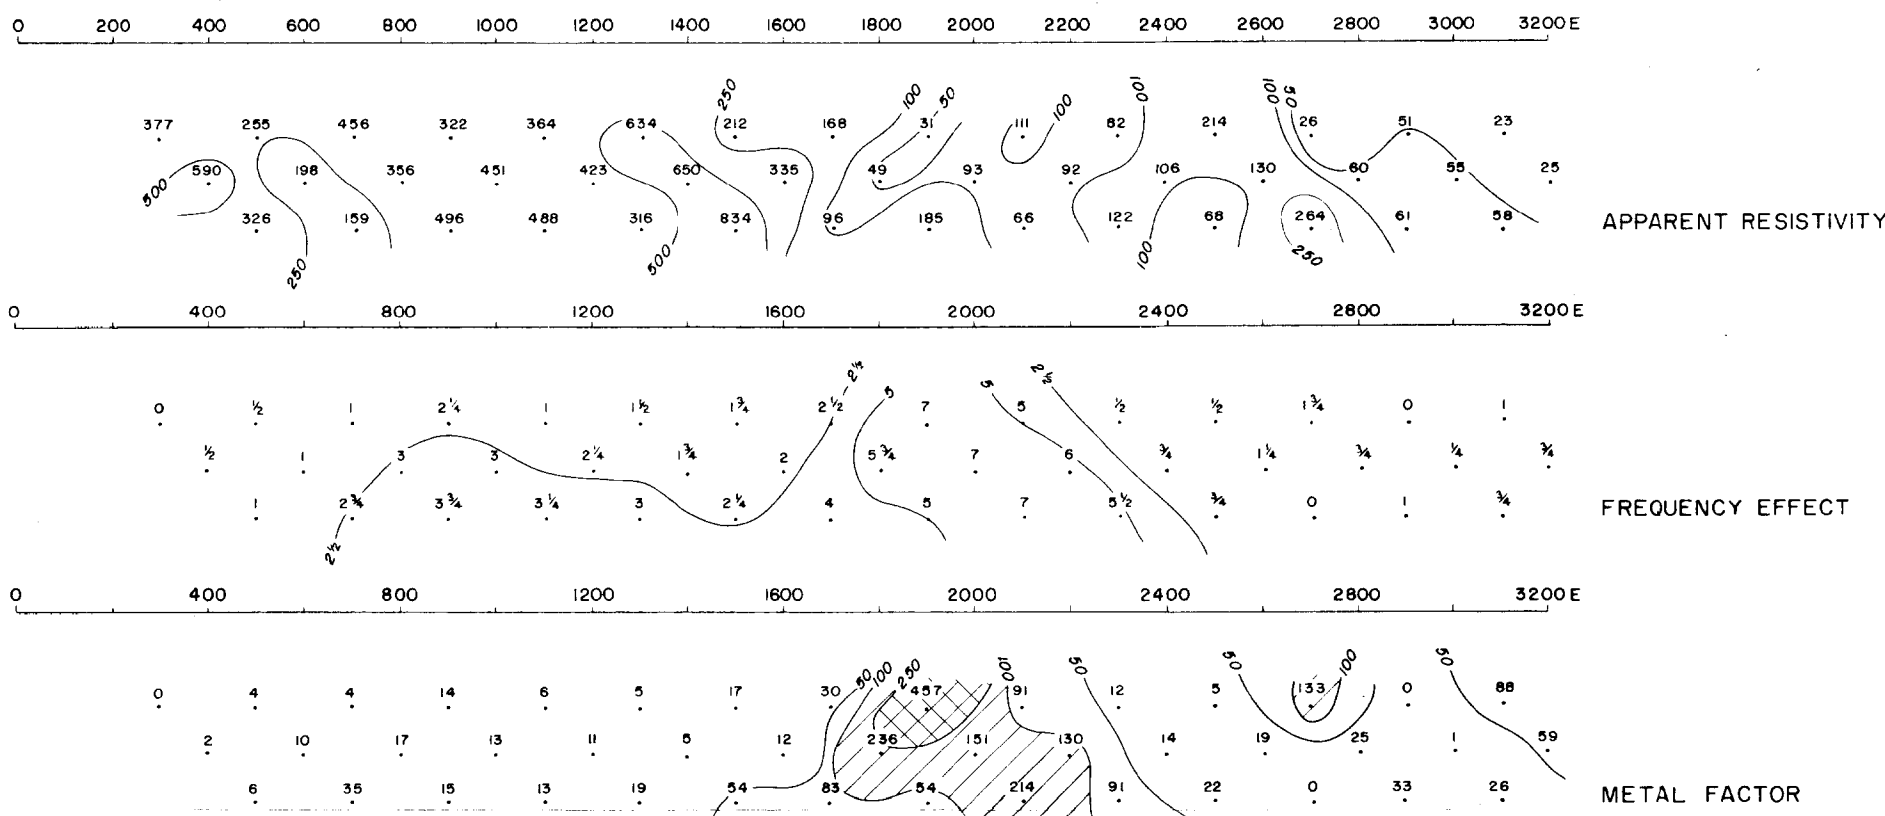 0 200 400 600 800 1000 1200 1400 1600 1800 2000 2200 2400 2600 2800 3000 3200 E
250 100 50 100 100 100 50
377 255 456 322 364 634 212 168 31 111 82 214 26 51 23
500 590 198 356 451 423 650 335 49 93 92 106 130 60 55 25
326 159 496 488 316 834 96 185 66 122 68 264 61 58 APPARENT RESISTIVITY
250 500 100 250
0 400 800 1200 1600 2000 2400 2800 3200 E
2½ 5 5 2½
0 ½ 1 2¼ 1 1½ 1¾ 2½ 7 5 ½ ½ 1¾ 0 1
½ 1 3 3 2¼ 1¾ 2 5¾ 7 6 ¾ 1¼ ¾ ¼ ¾
1 2¾ 3¾ 3¼ 3 2¼ 4 5 7 5½ ¾ 0 1 ¾ FREQUENCY EFFECT
2½
0 400 800 1200 1600 2000 2400 2800 3200 E
50 100 250 100 50 50 100 50
0 4 4 14 6 5 17 30 457 91 12 5 133 0 88
2 10 17 13 11 5 12 236 151 130 14 19 25 1 59
6 35 15 13 19 54 83 54 214 91 22 0 33 26 METAL FACTOR